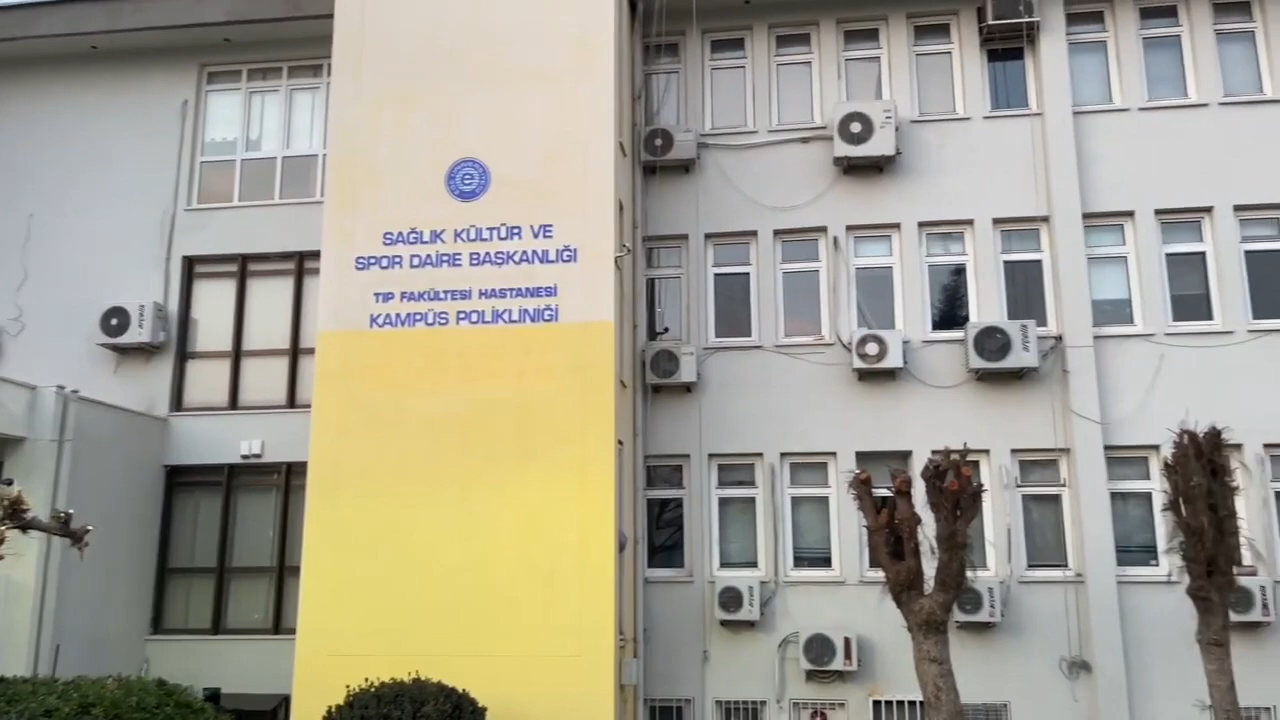 SAĞLIK KÜLTÜR VE
SPOR DAİRE BAŞKANLIĞI
TIP FAKÜLTESİ HASTANESİ
KAMPÜS POLİKLİNİĞİ